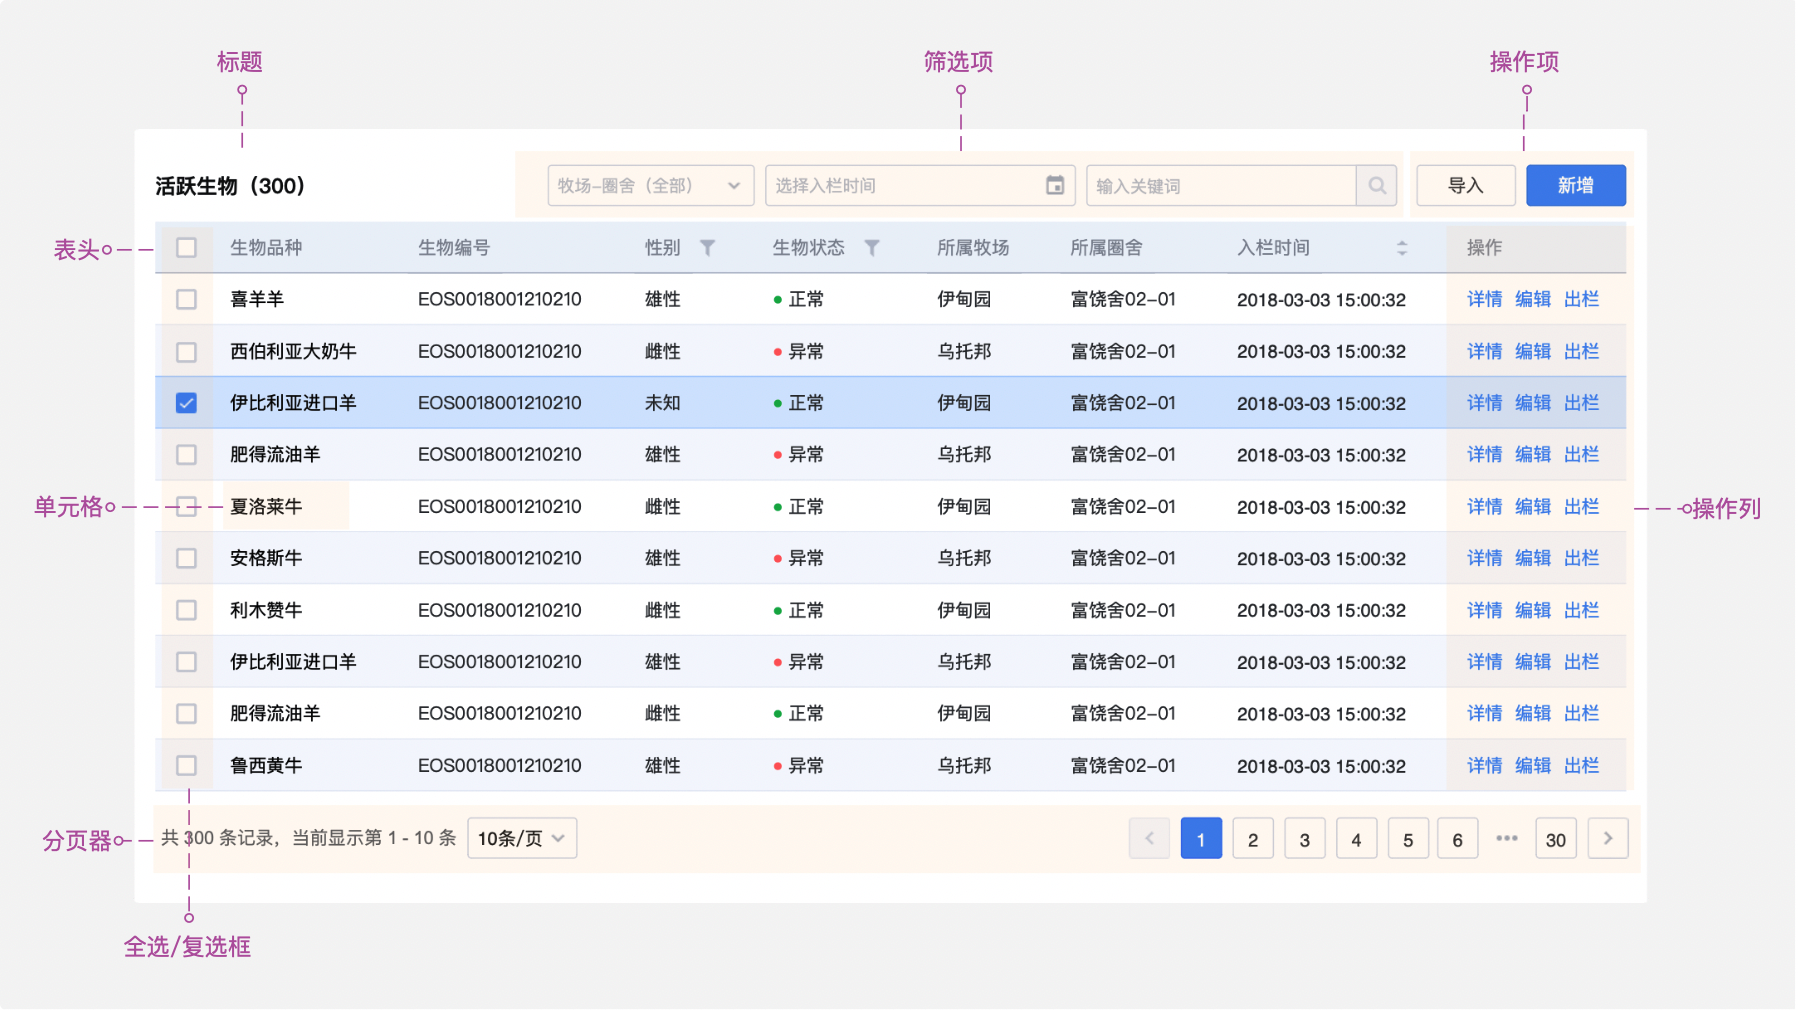 标题
筛选项
操作项
活跃生物（300）
牧场-圈舍（全部）
选择入栏时间
输入关键词
导入
新增
表头
生物品种 生物编号 性别 生物状态 所属牧场 所属圈舍 入栏时间 操作
喜羊羊 EOS0018001210210 雄性 正常 伊甸园 富饶舍02-01 2018-03-03 15:00:32 详情 编辑 出栏
西伯利亚大奶牛 EOS0018001210210 雌性 异常 乌托邦 富饶舍02-01 2018-03-03 15:00:32 详情 编辑 出栏
伊比利亚进口羊 EOS0018001210210 未知 正常 伊甸园 富饶舍02-01 2018-03-03 15:00:32 详情 编辑 出栏
肥得流油羊 EOS0018001210210 雄性 异常 乌托邦 富饶舍02-01 2018-03-03 15:00:32 详情 编辑 出栏
单元格
夏洛莱牛 EOS0018001210210 雌性 正常 伊甸园 富饶舍02-01 2018-03-03 15:00:32 详情 编辑 出栏
操作列
安格斯牛 EOS0018001210210 雄性 异常 乌托邦 富饶舍02-01 2018-03-03 15:00:32 详情 编辑 出栏
利木赞牛 EOS0018001210210 雌性 正常 伊甸园 富饶舍02-01 2018-03-03 15:00:32 详情 编辑 出栏
伊比利亚进口羊 EOS0018001210210 雄性 异常 乌托邦 富饶舍02-01 2018-03-03 15:00:32 详情 编辑 出栏
肥得流油羊 EOS0018001210210 雌性 正常 伊甸园 富饶舍02-01 2018-03-03 15:00:32 详情 编辑 出栏
鲁西黄牛 EOS0018001210210 雄性 异常 乌托邦 富饶舍02-01 2018-03-03 15:00:32 详情 编辑 出栏
分页器
共 300 条记录，当前显示第 1 - 10 条 10条/页
1 2 3 4 5 6 ••• 30
全选/复选框